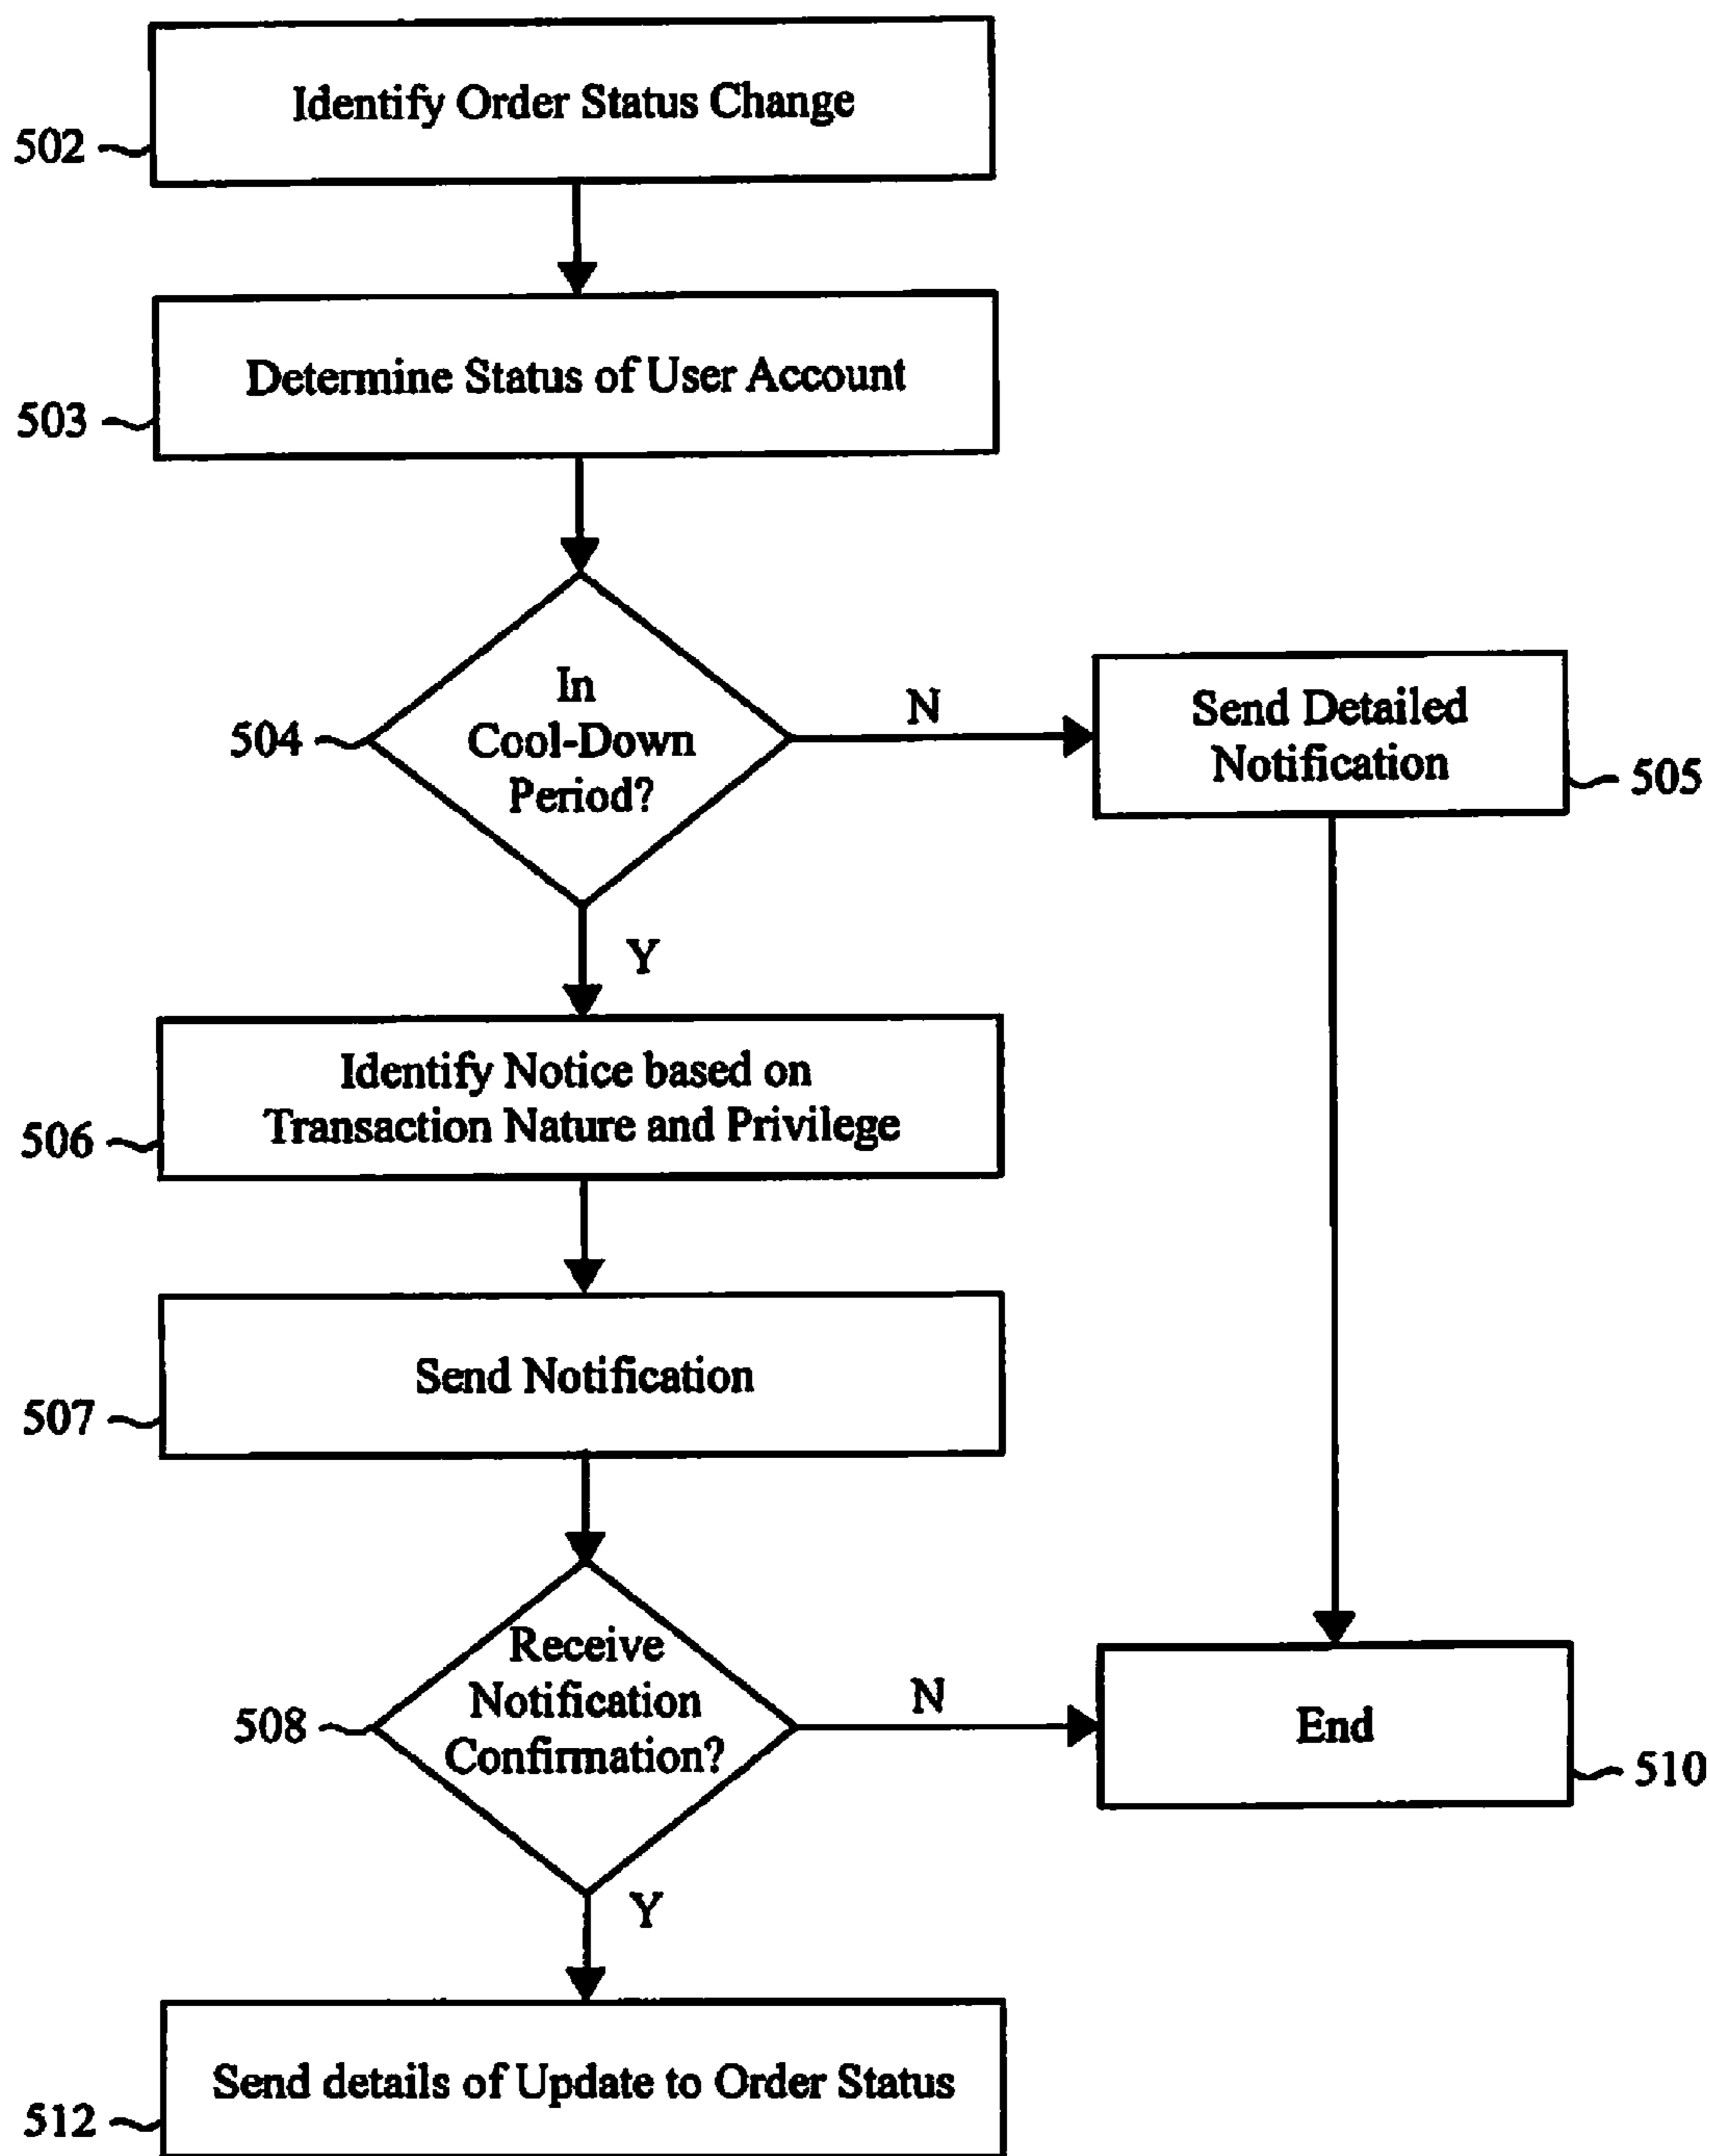 Identify Order Status Change
502
Determine Status of User Account
503
In
Cool-Down
Period?
504
N
Send Detailed
Notification
505
Y
Identify Notice based on
Transaction Nature and Privilege
506
Send Notification
507
Receive
Notification
Confirmation?
508
N
End
510
Y
Send details of Update to Order Status
512